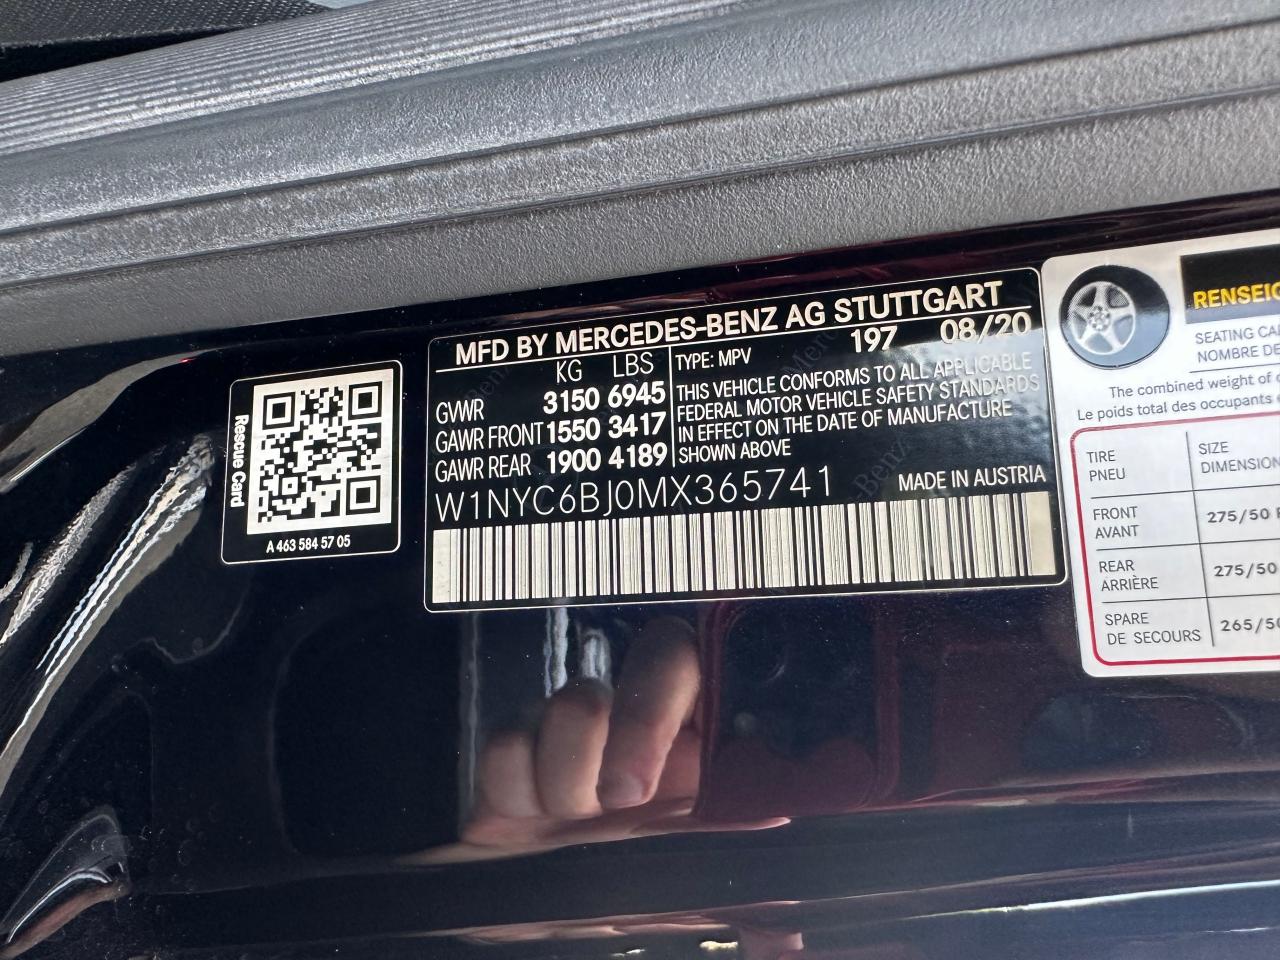 Rescue Card
A 463 584 57 05
MFD BY MERCEDES-BENZ AG STUTTGART
KG LBS
GVWR 3150 6945
GAWR FRONT 1550 3417
GAWR REAR 1900 4189
TYPE: MPV 197 08/20
THIS VEHICLE CONFORMS TO ALL APPLICABLE
FEDERAL MOTOR VEHICLE SAFETY STANDARDS
IN EFFECT ON THE DATE OF MANUFACTURE
SHOWN ABOVE
W1NYC6BJ0MX365741
MADE IN AUSTRIA
SEATING
NOMBRE DE
The combined weight of
Le poids total des occupants
TIRE
PNEU
SIZE
DIMENSION
FRONT
AVANT
275/50
REAR
ARRIÈRE
275/50
SPARE
DE SECOURS